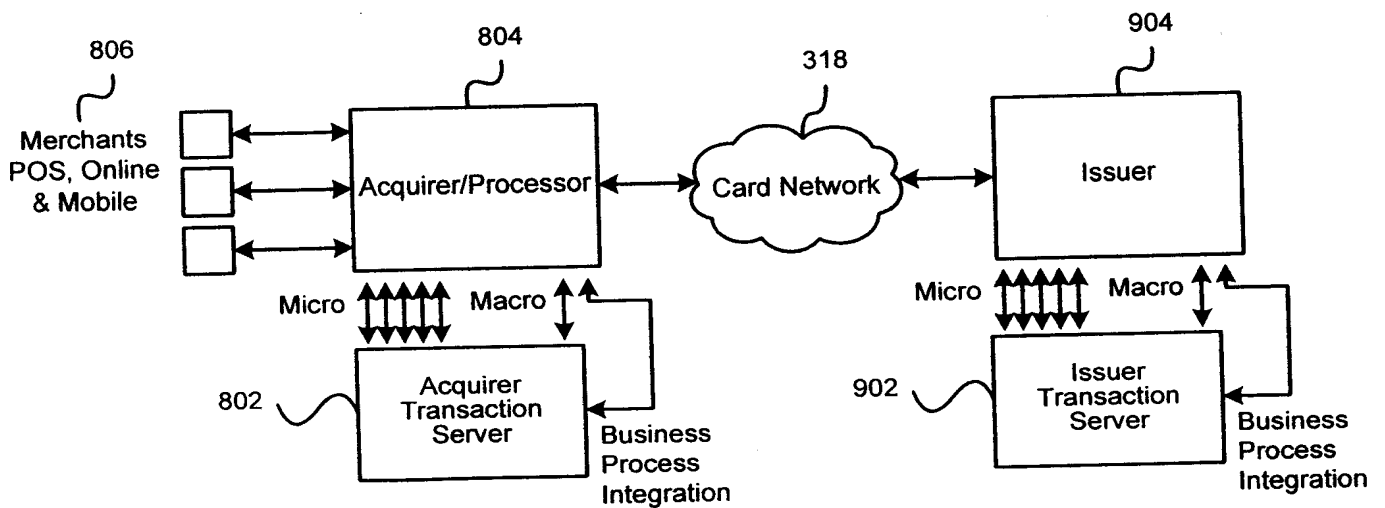 806
804
318
904
Merchants
POS, Online
& Mobile
Acquirer/Processor
Card Network
Issuer
Micro
Macro
Micro
Macro
802
Acquirer
Transaction
Server
Business
Process
Integration
902
Issuer
Transaction
Server
Business
Process
Integration